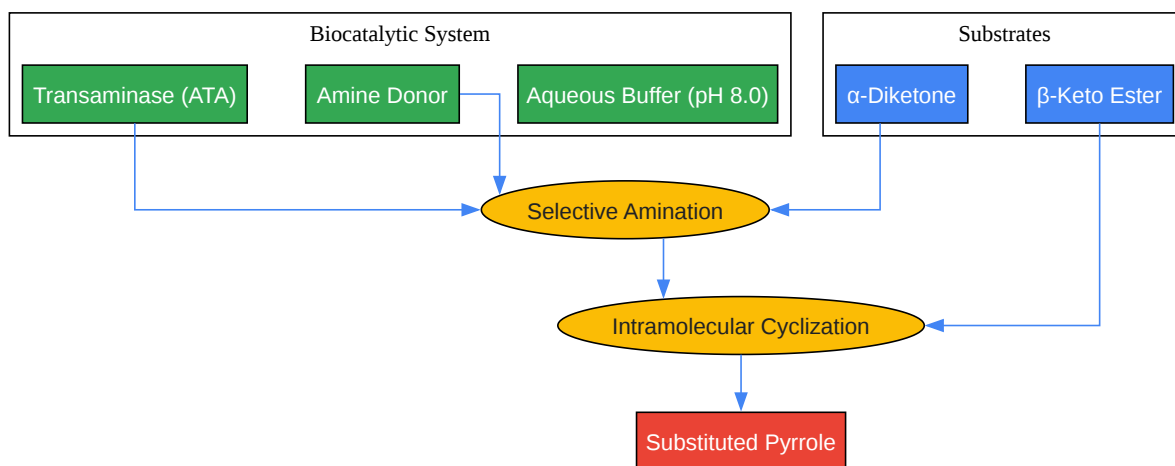 Biocatalytic System
Substrates
Transaminase (ATA)
Amine Donor
Aqueous Buffer (pH 8.0)
α-Diketone
β-Keto Ester
Selective Amination
Intramolecular Cyclization
Substituted Pyrrole